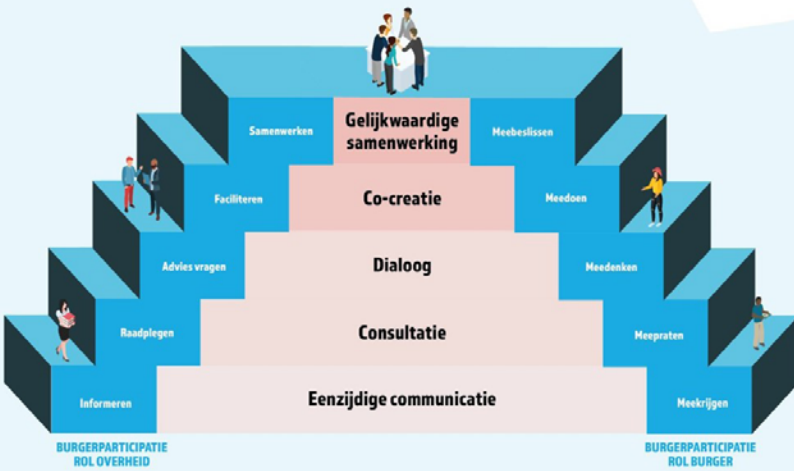 Samenwerken
Gelijkwaardige
samenwerking
Meebeslissen
Faciliteren
Co-creatie
Meedoen
Advies vragen
Dialoog
Meedenken
Raadplegen
Consultatie
Meepraten
Informeren
Eenzijdige communicatie
Meekrijgen
BURGERPARTICIPATIE
ROL OVERHEID
BURGERPARTICIPATIE
ROL BURGER